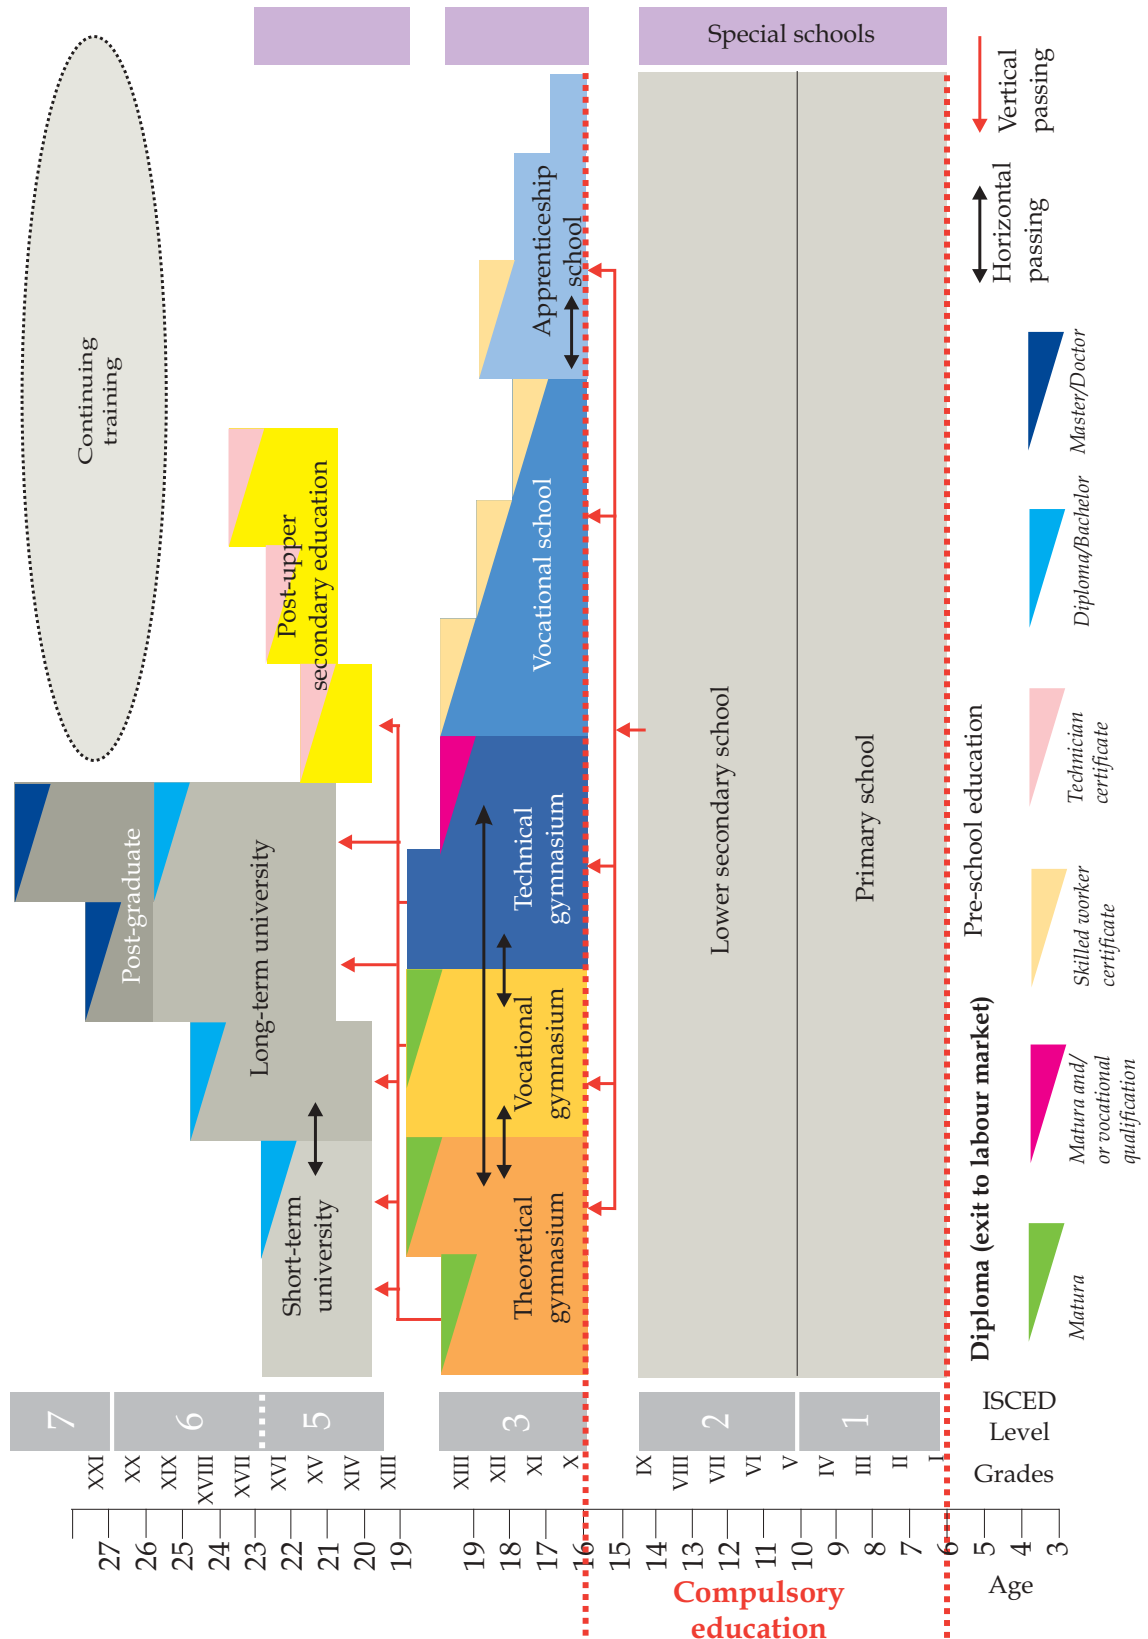 Continuing
training
Special schools
Post-graduate
Long-term university
Short-term
university
Post-upper
secondary education
Theoretical
gymnasium
Vocational
gymnasium
Technical
gymnasium
Vocational school
Apprenticeship
school
Lower secondary school
Primary school
Pre-school education
7
6
5
3
2
1
ISCED
Level
XXI
XX
XIX
XVIII
XVII
XVI
XV
XIV
XIII
XIII
XII
XI
X
IX
VIII
VII
VI
V
IV
III
II
I
Grades
27
26
25
24
23
22
21
20
19
19
18
17
16
15
14
13
12
11
10
9
8
7
6
5
4
3
Age
Compulsory
education
Diploma (exit to labour market)
Matura
Matura and/
or vocational
qualification
Skilled worker
certificate
Technician
certificate
Diploma/Bachelor
Master/Doctor
Horizontal
passing
Vertical
passing